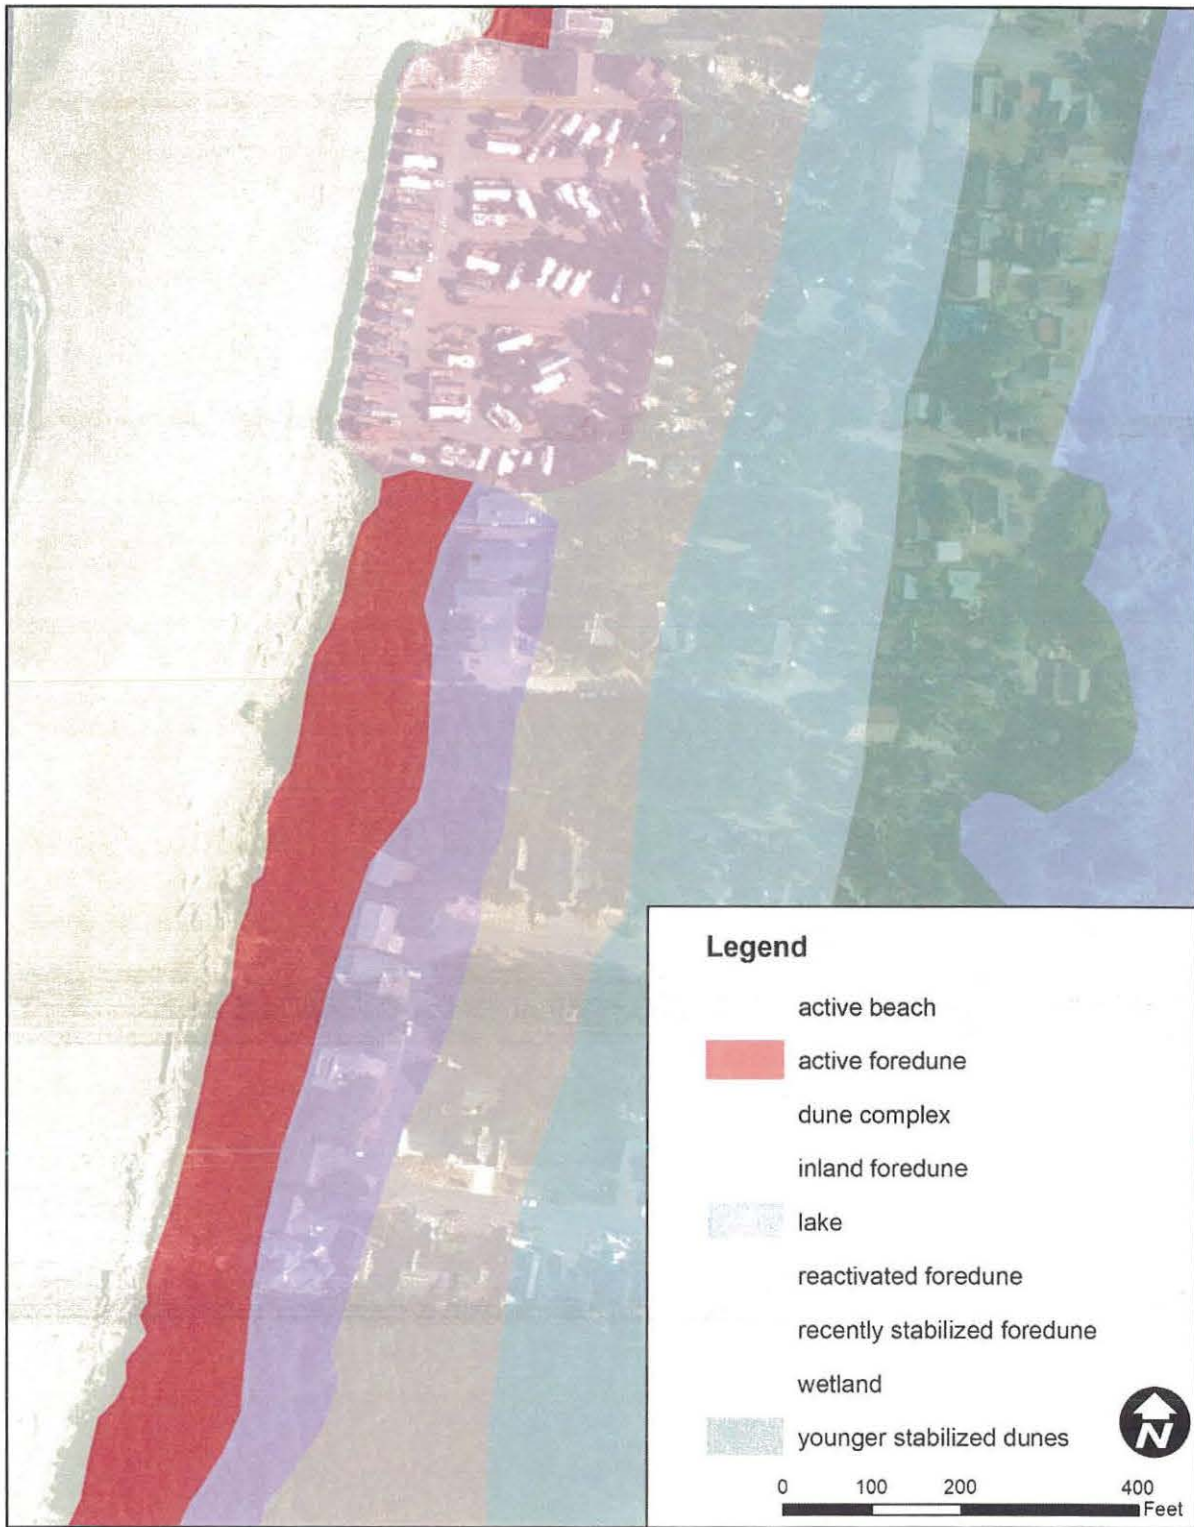 Legend
active beach
active foredune
dune complex
inland foredune
lake
reactivated foredune
recently stabilized foredune
wetland
younger stabilized dunes
N
0 100 200 400
Feet